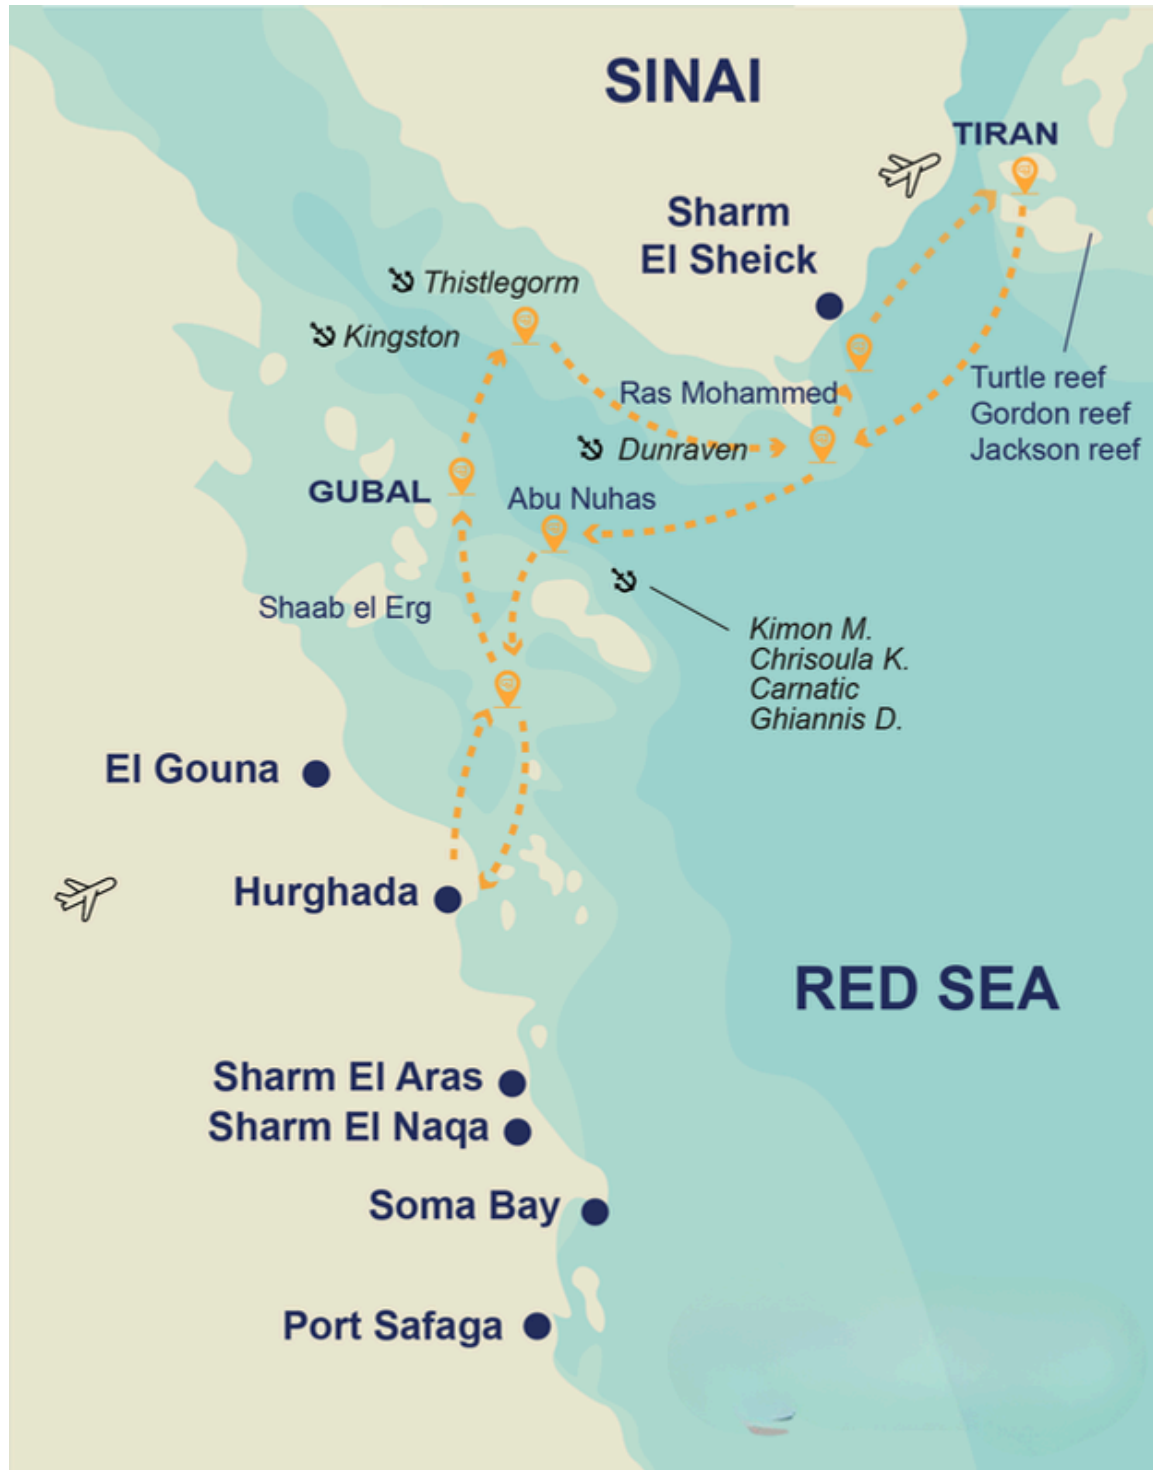 SINAI
TIRAN
Sharm
El Sheick
Thistlegorm
Kingston
Ras Mohammed
Turtle reef
Gordon reef
Jackson reef
Dunraven
GUBAL
Abu Nuhas
Shaab el Erg
Kimon M.
Chrisoula K.
Carnatic
Ghiannis D.
El Gouna
Hurghada
RED SEA
Sharm El Aras
Sharm El Naqa
Soma Bay
Port Safaga